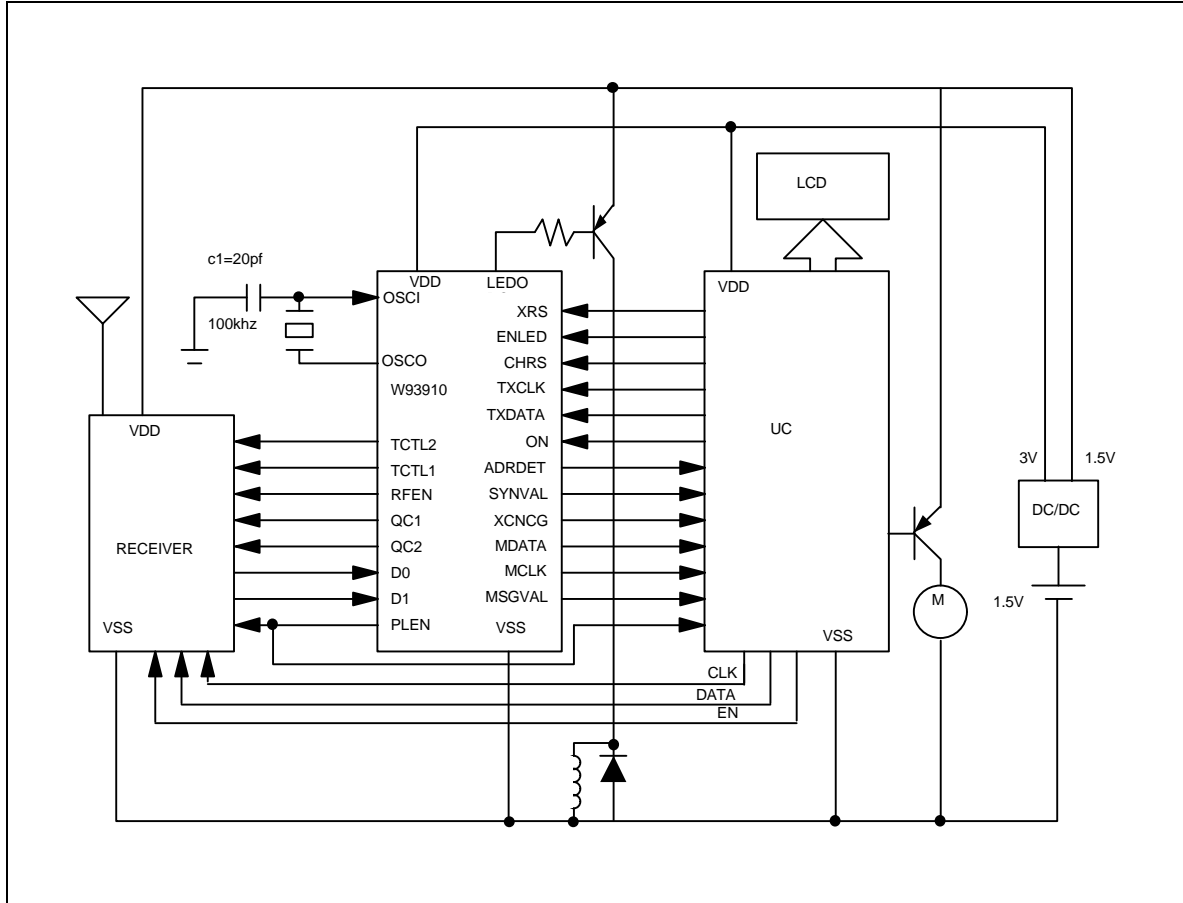 LCD
c1=20pf
VDD
LEDO
VDD
OSCI
XRS
100khz
ENLED
OSCO
CHRS
W93910
TXCLK
TXDATA
UC
VDD
TCTL2
ON
3V
1.5V
TCTL1
ADRDET
RFEN
SYNVAL
DC/DC
QC1
XCNCG
RECEIVER
QC2
MDATA
D0
MCLK
D1
MSGVAL
M
1.5V
VSS
PLEN
VSS
VSS
CLK
DATA
EN